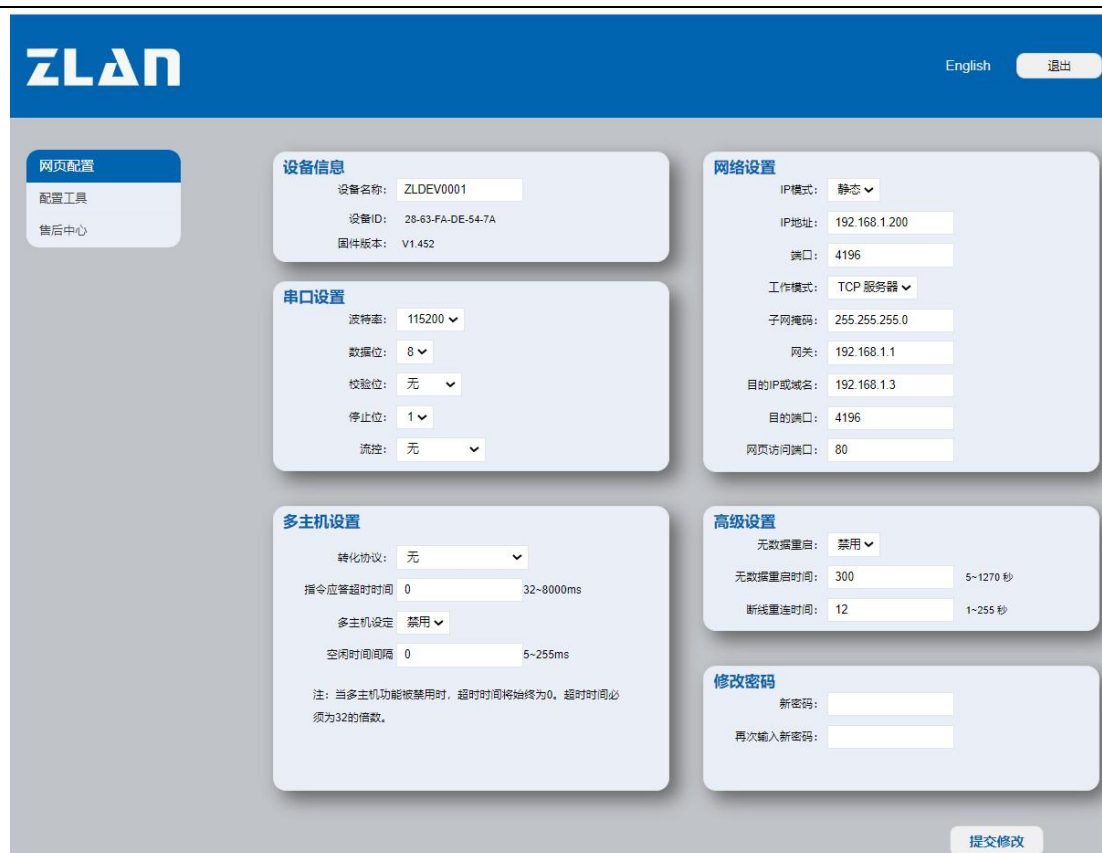 ZLAN
English 退出
网页配置
配置工具
售后中心
设备信息
设备名称: ZLDEV0001
设备ID: 28-63-FA-DE-54-7A
固件版本: V1.452
串口设置
波特率: 115200
数据位: 8
校验位: 无
停止位: 1
流控: 无
多主机设置
转化协议: 无
指令应答超时时间 0 32~8000ms
多主机设定 禁用
空闲时间间隔 0 5~255ms
注: 当多主机功能被禁用时, 超时时间将始终为0。超时时间必
须为32的倍数。
网络设置
IP模式: 静态
IP地址: 192.168.1.200
端口: 4196
工作模式: TCP 服务器
子网掩码: 255.255.255.0
网关: 192.168.1.1
目的IP或域名: 192.168.1.3
目的端口: 4196
网页访问端口: 80
高级设置
无数据重启: 禁用
无数据重启时间: 300 5~1270 秒
断线重连时间: 12 1~255 秒
修改密码
新密码:
再次输入新密码:
提交修改